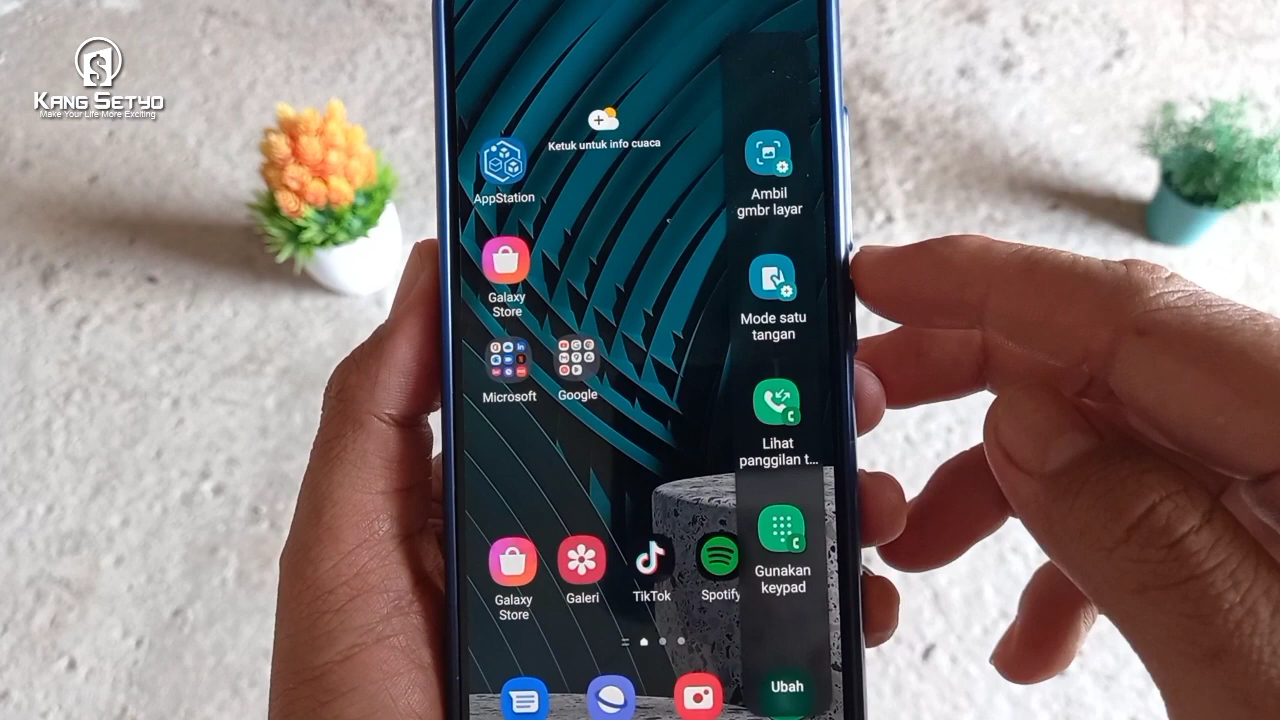 KANG SETYO
Make Your Life More Exciting
Ketuk untuk info cuaca
AppStation
Galaxy
Store
Microsoft
Google
Galaxy
Store
Galeri
TikTok
Spotify
Ambil
gmbr layar
Mode satu
tangan
Lihat
panggilan t...
Gunakan
keypad
Ubah